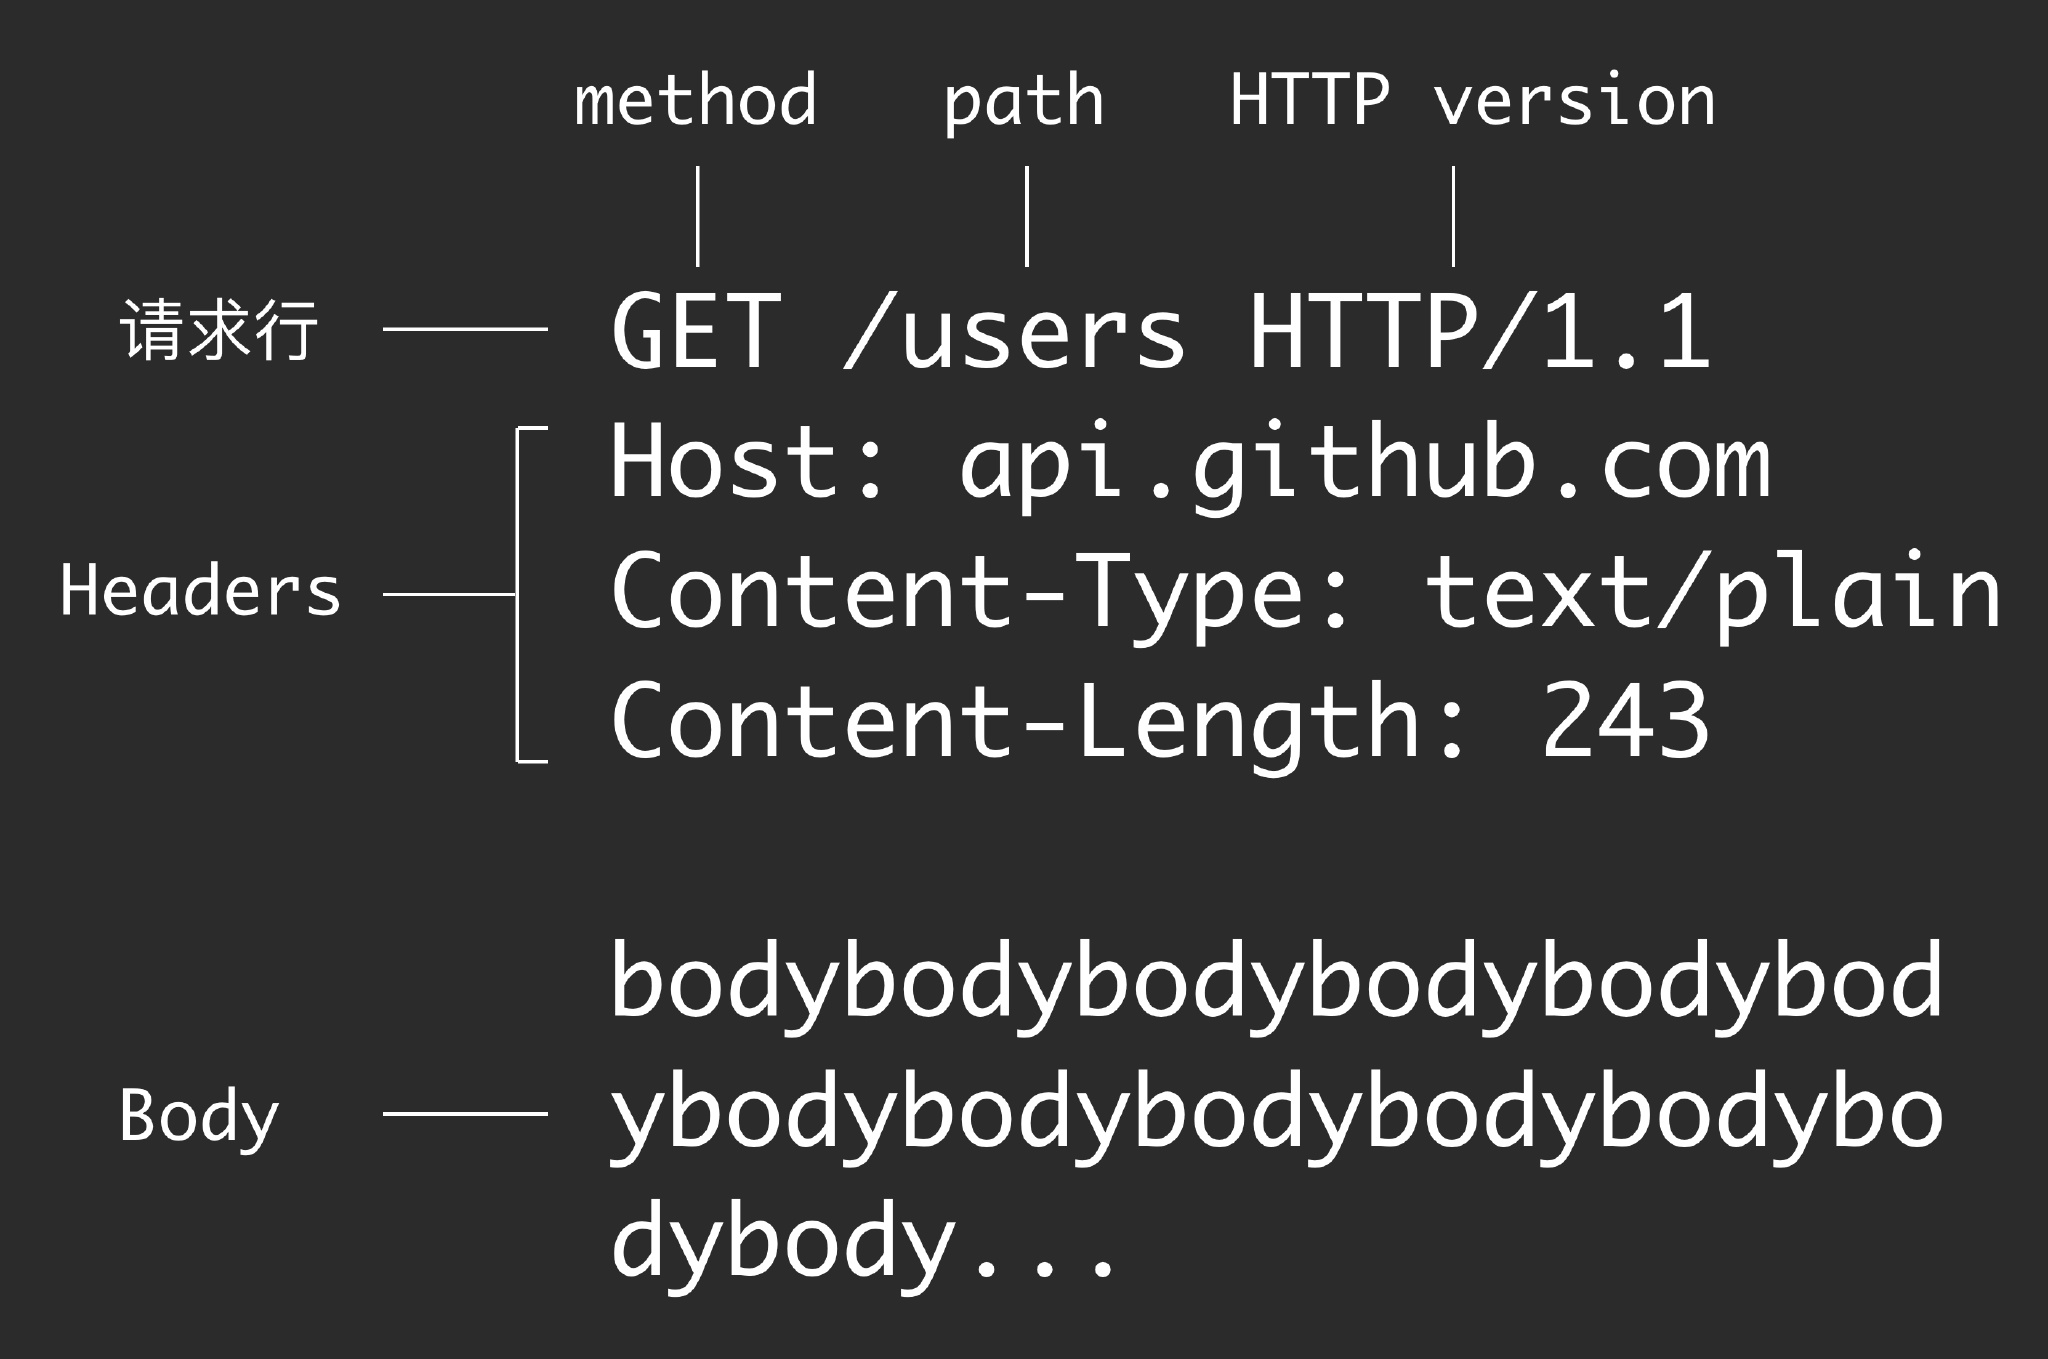 method path HTTP version
请求行 GET /users HTTP/1.1
Host: api.github.com
Headers Content-Type: text/plain
Content-Length: 243
bodybodybodybodybodybod
Body ybodybodybodybodybodybo
dybody...